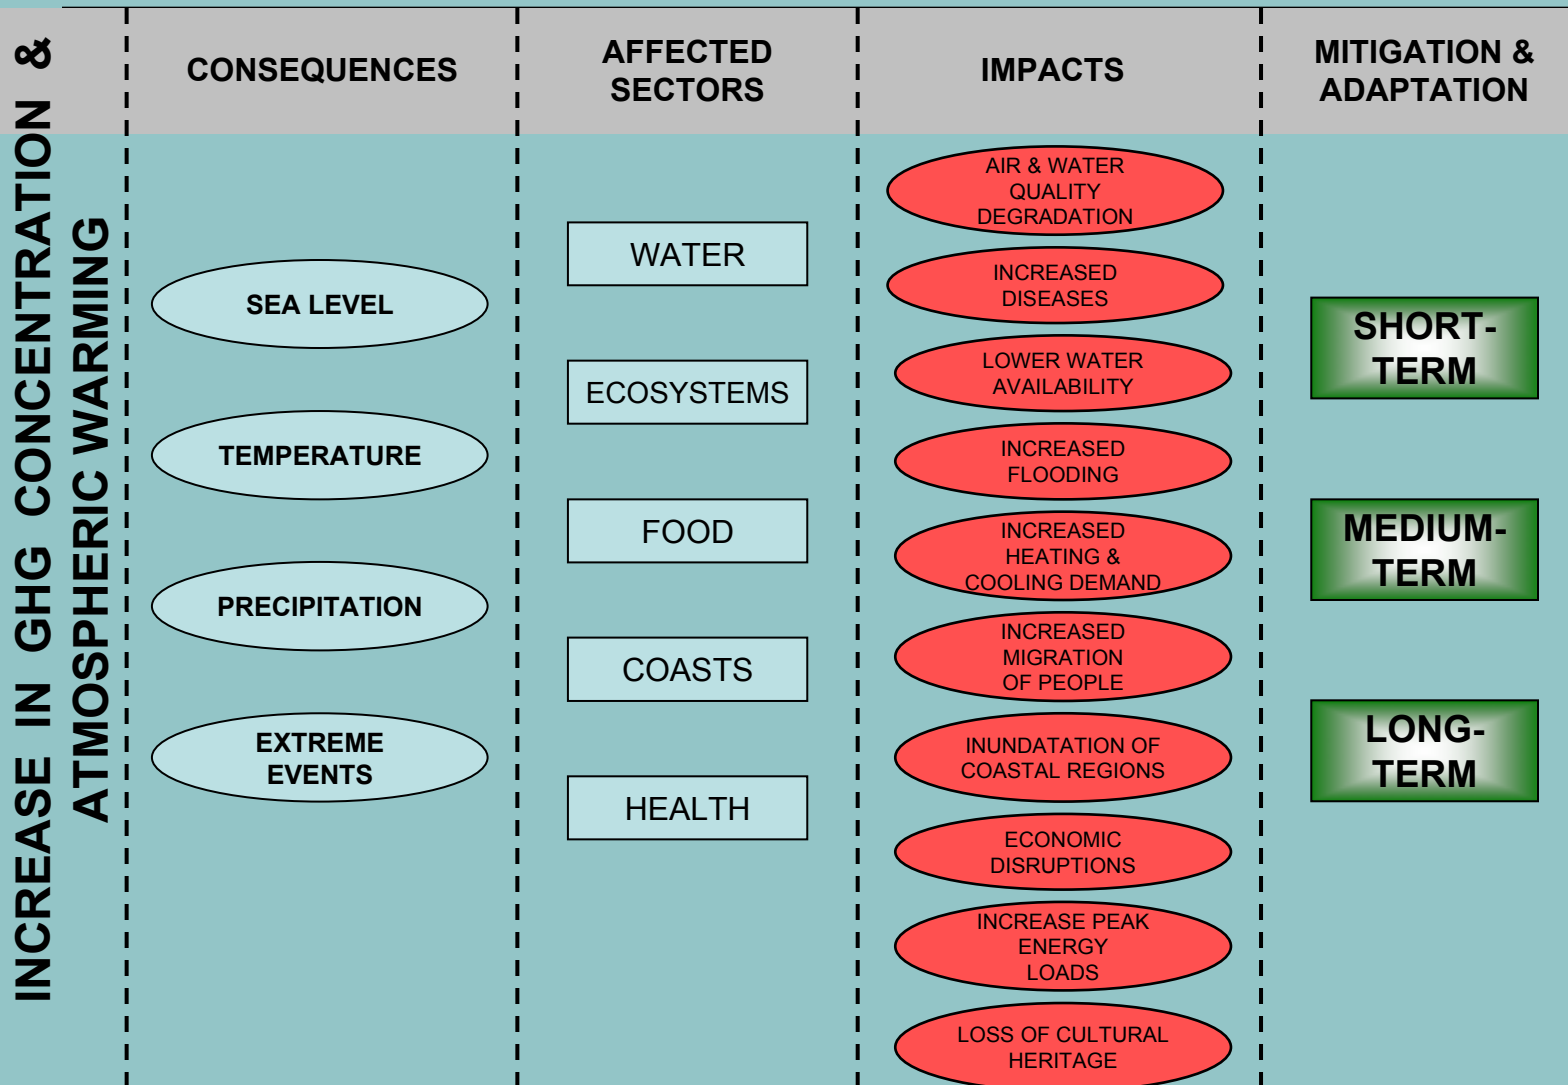 INCREASE IN GHG CONCENTRATION &
ATMOSPHERIC WARMING
CONSEQUENCES
SEA LEVEL
TEMPERATURE
PRECIPITATION
EXTREME
EVENTS
AFFECTED
SECTORS
WATER
ECOSYSTEMS
FOOD
COASTS
HEALTH
IMPACTS
AIR & WATER
QUALITY
DEGRADATION
INCREASED
DISEASES
LOWER WATER
AVAILABILITY
INCREASED
FLOODING
INCREASED
HEATING &
COOLING DEMAND
INCREASED
MIGRATION
OF PEOPLE
INUNDATATION OF
COASTAL REGIONS
ECONOMIC
DISRUPTIONS
INCREASE PEAK
ENERGY
LOADS
LOSS OF CULTURAL
HERITAGE
MITIGATION &
ADAPTATION
SHORT-
TERM
MEDIUM-
TERM
LONG-
TERM